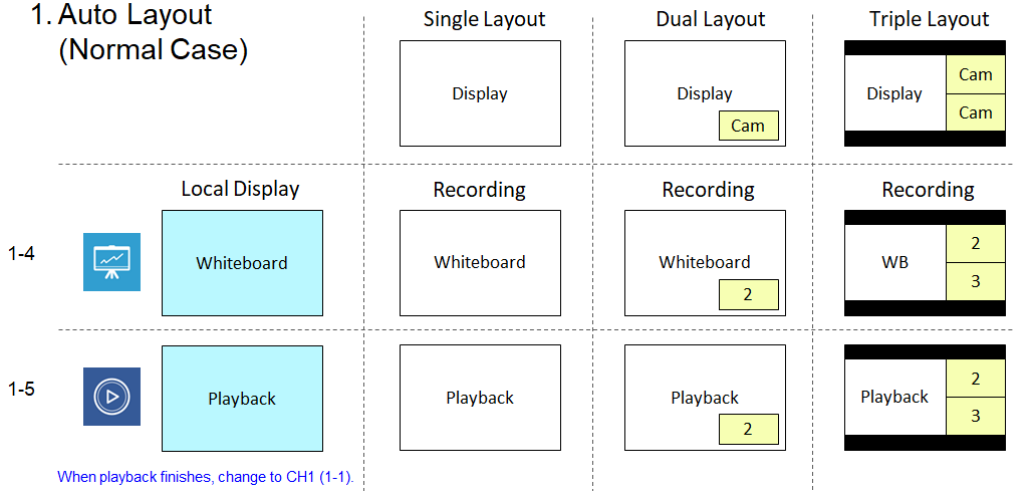 1. Auto Layout
(Normal Case)
Single Layout
Dual Layout
Triple Layout
Display
Display
Cam
Display
Cam
Cam
Local Display
Recording
Recording
Recording
1-4
Whiteboard
Whiteboard
Whiteboard
2
WB
2
3
1-5
Playback
Playback
Playback
2
Playback
2
3
When playback finishes, change to CH1 (1-1).